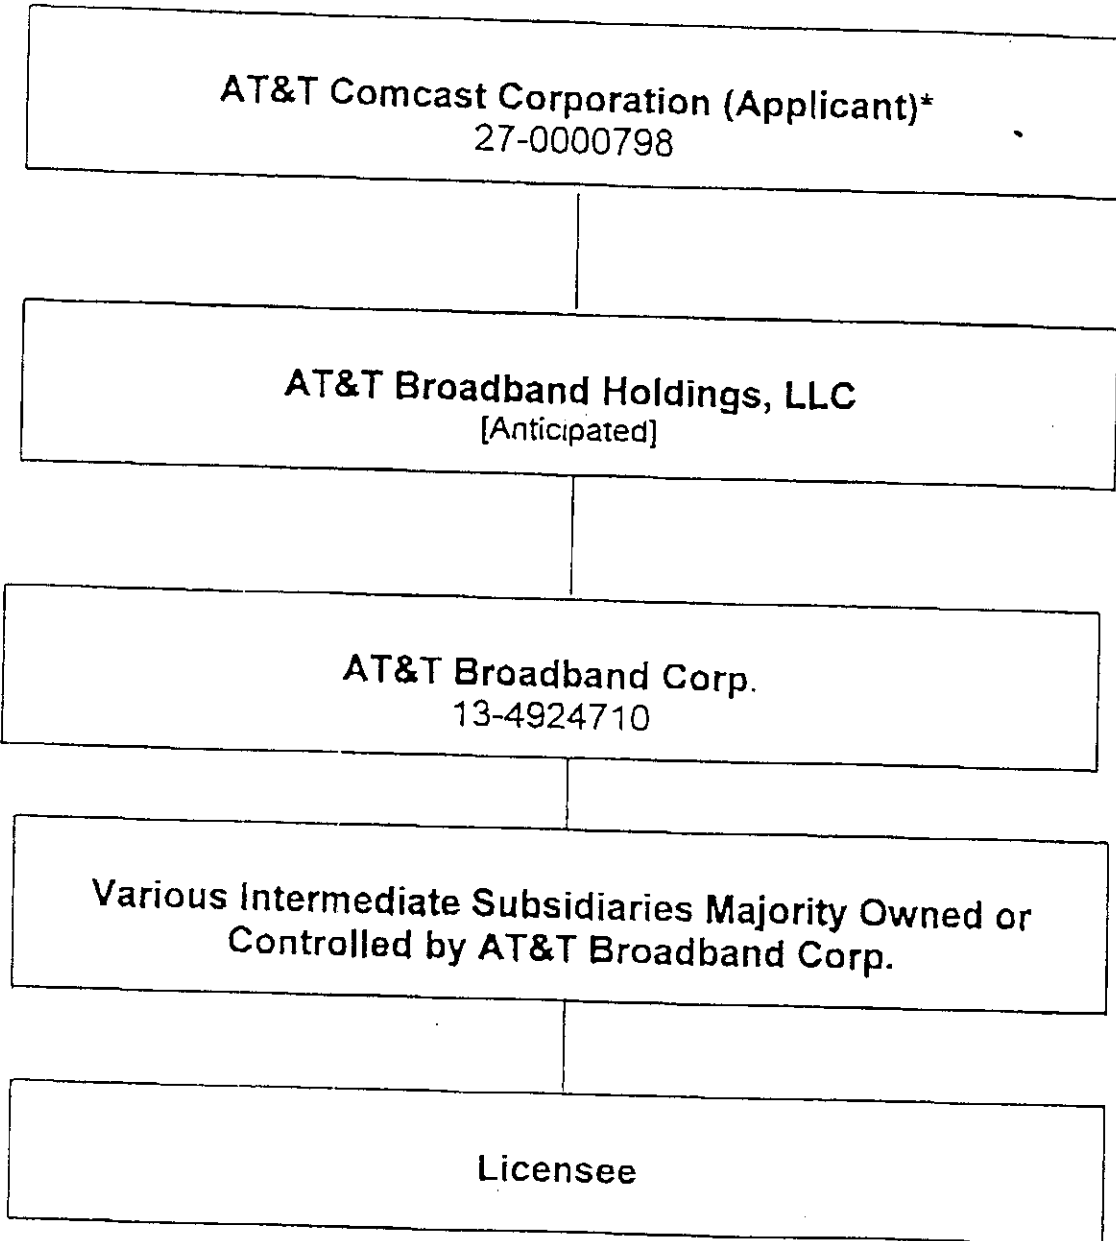 AT&T Comcast Corporation (Applicant)*
27-0000798
AT&T Broadband Holdings, LLC
[Anticipated]
AT&T Broadband Corp.
13-4924710
Various Intermediate Subsidiaries Majority Owned or
Controlled by AT&T Broadband Corp.
Licensee